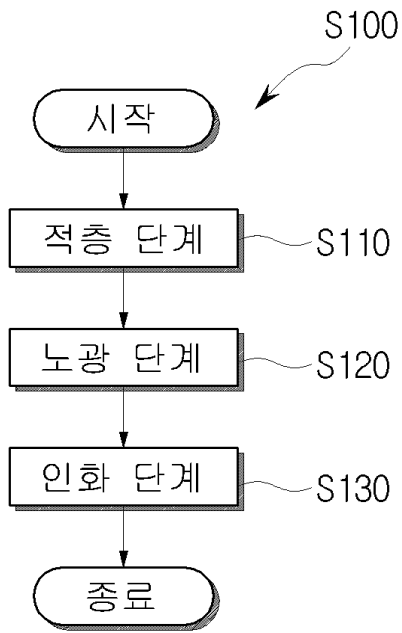 S100
시작
적층 단계
S110
노광 단계
S120
인화 단계
S130
종료